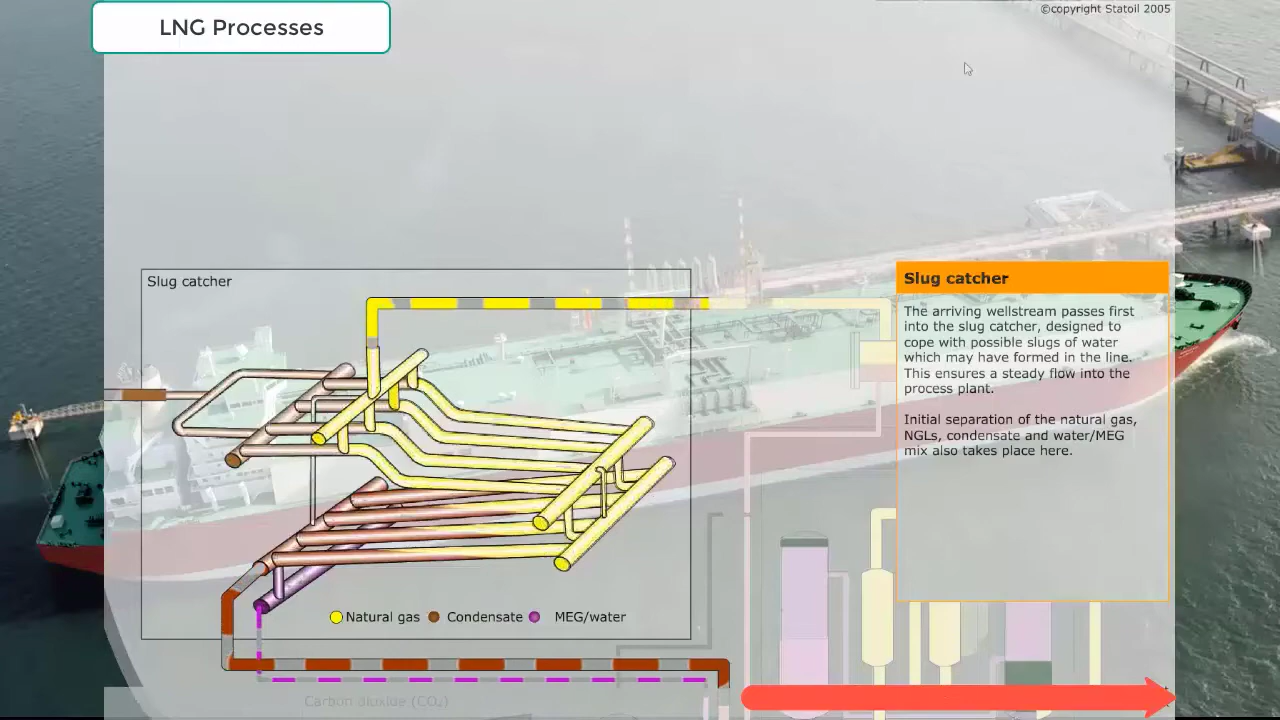 LNG Processes
©copyright Statoil 2005
Slug catcher
Slug catcher
The arriving wellstream passes first
into the slug catcher, designed to
cope with possible slugs of water
which may have formed in the line.
This ensures a steady flow into the
process plant.
Initial separation of the natural gas,
NGLs, condensate and water/MEG
mix also takes place here.
Natural gas
Condensate
MEG/water
Carbon dioxide (CO₂)